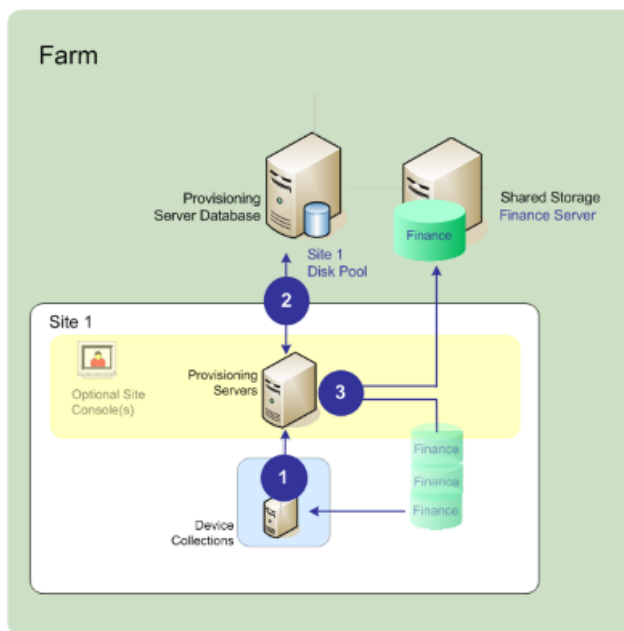 Farm
Provisioning
Server Database
Shared Storage
Finance Server
Finance
Site 1
Disk Pool
2
Site 1
Optional Site
Console(s)
Provisioning
Servers
3
1
Finance
Finance
Finance
Device
Collections